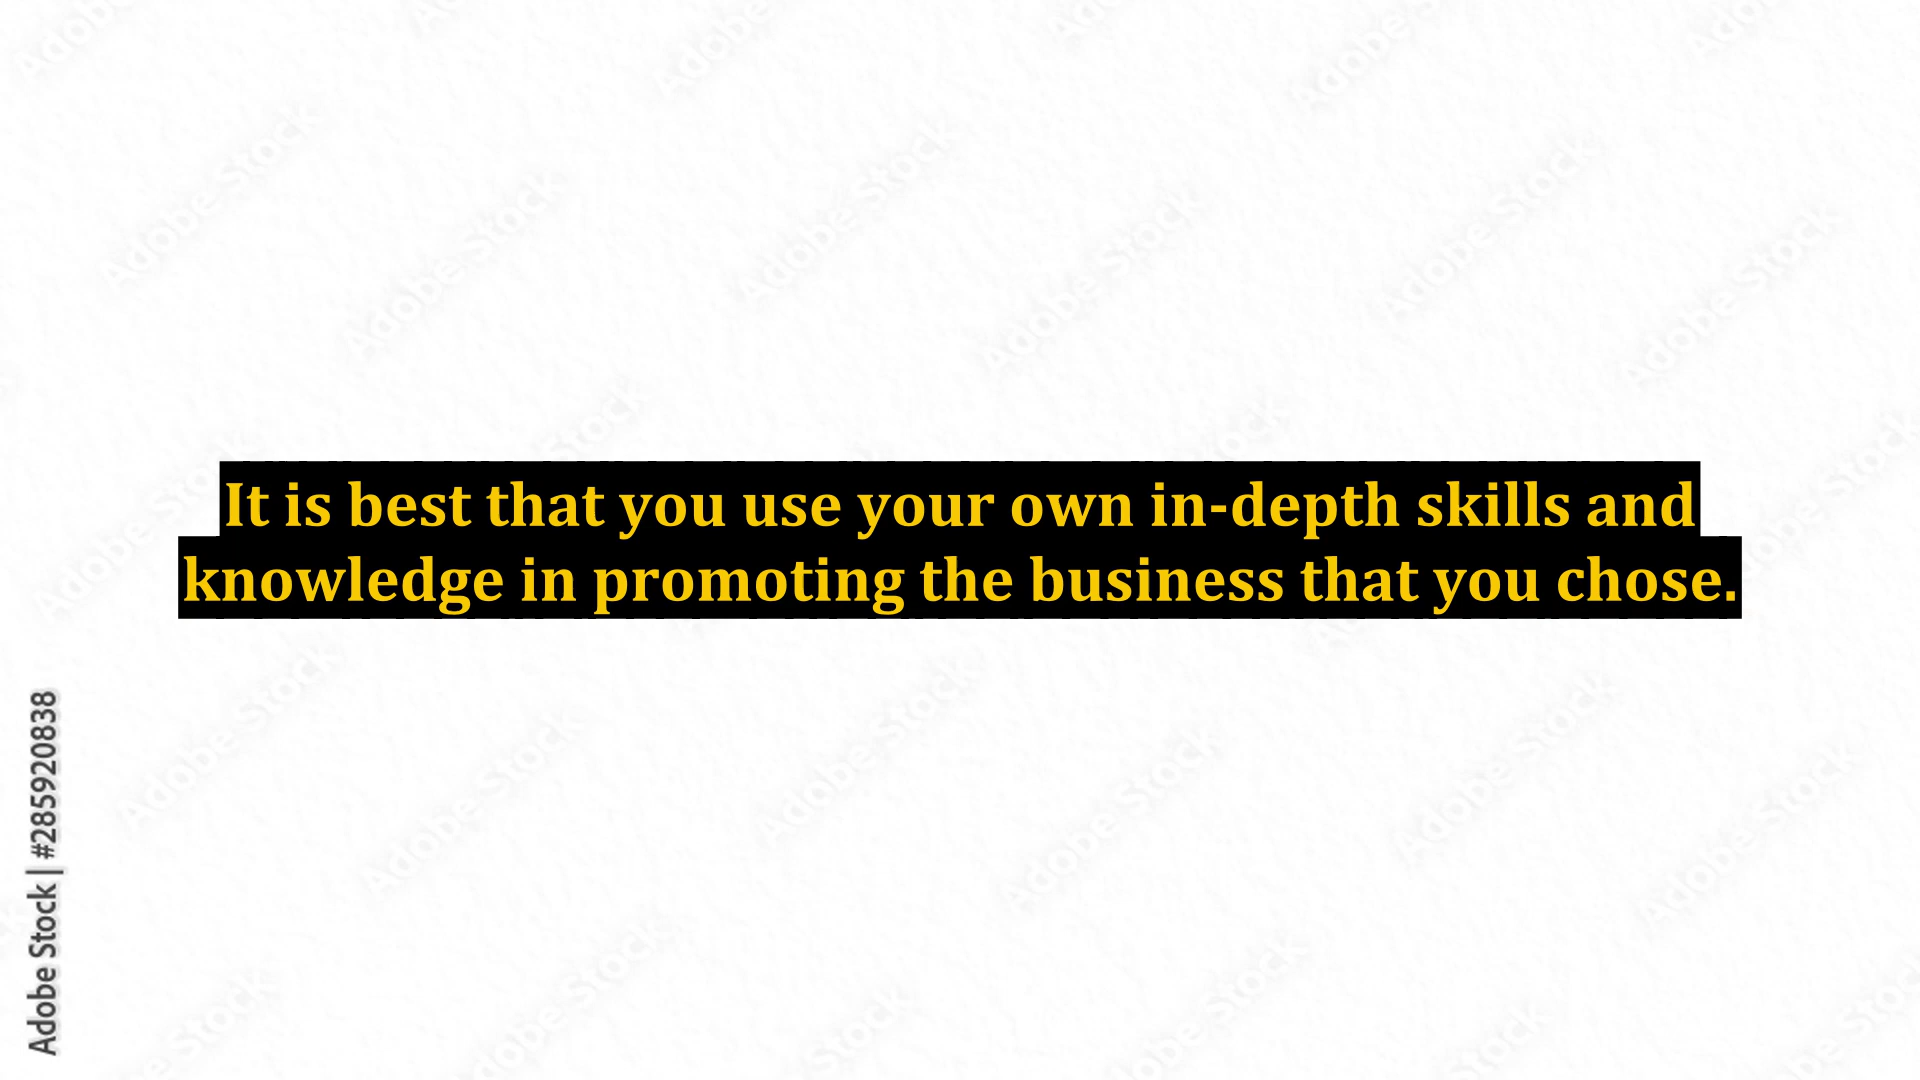 It is best that you use your own in-depth skills and
knowledge in promoting the business that you chose.
Adobe Stock | #285920838